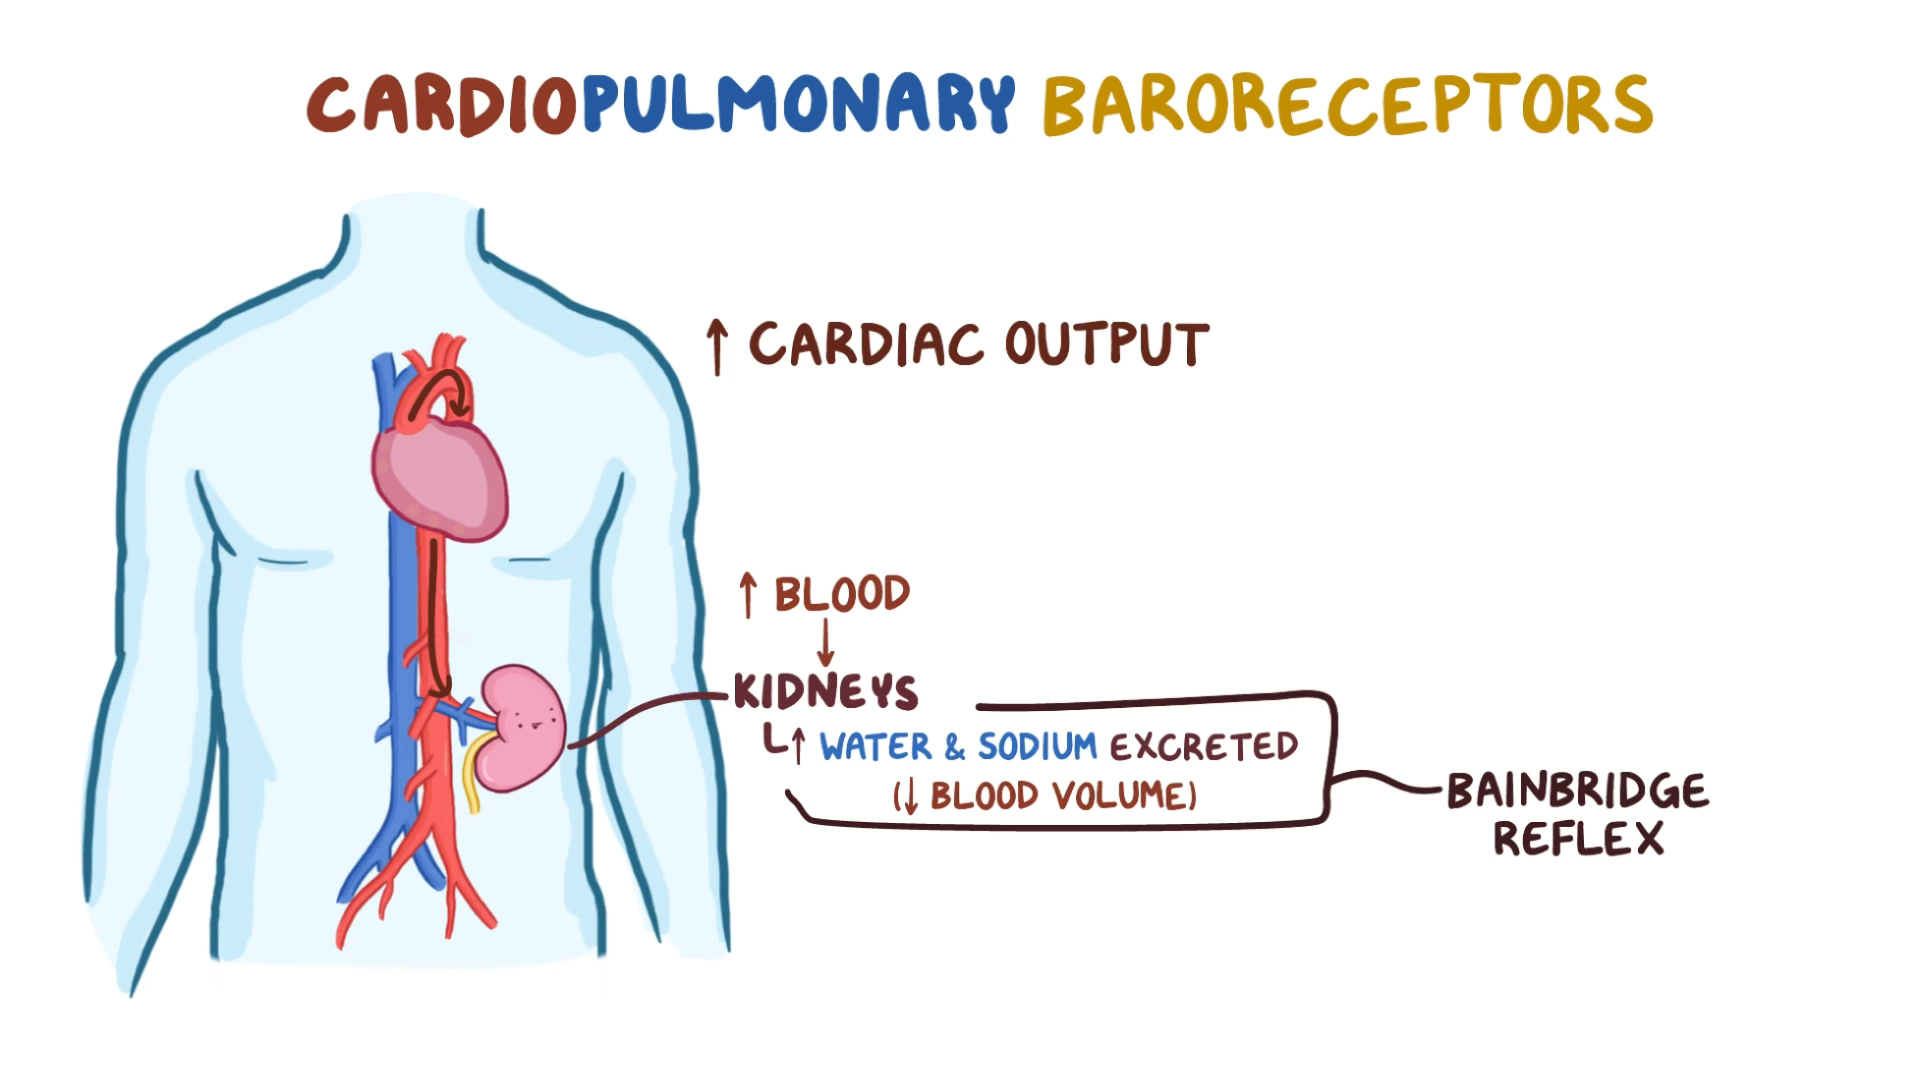 CARDIOPULMONARY BARORECEPTORS
↑ CARDIAC OUTPUT
↑ BLOOD
↓
KIDNEYS
↑ WATER & SODIUM EXCRETED
(↓ BLOOD VOLUME)
BAINBRIDGE
REFLEX